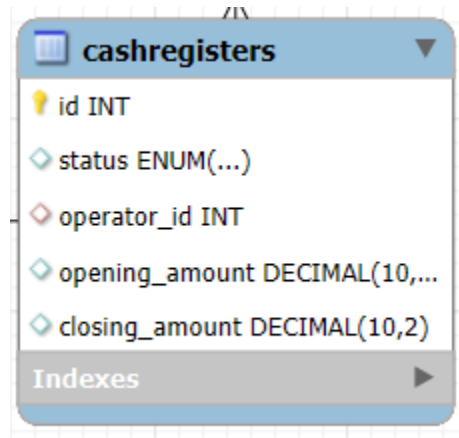 cashregisters
id INT
status ENUM(...)
operator_id INT
opening_amount DECIMAL(10,...
closing_amount DECIMAL(10,2)
Indexes